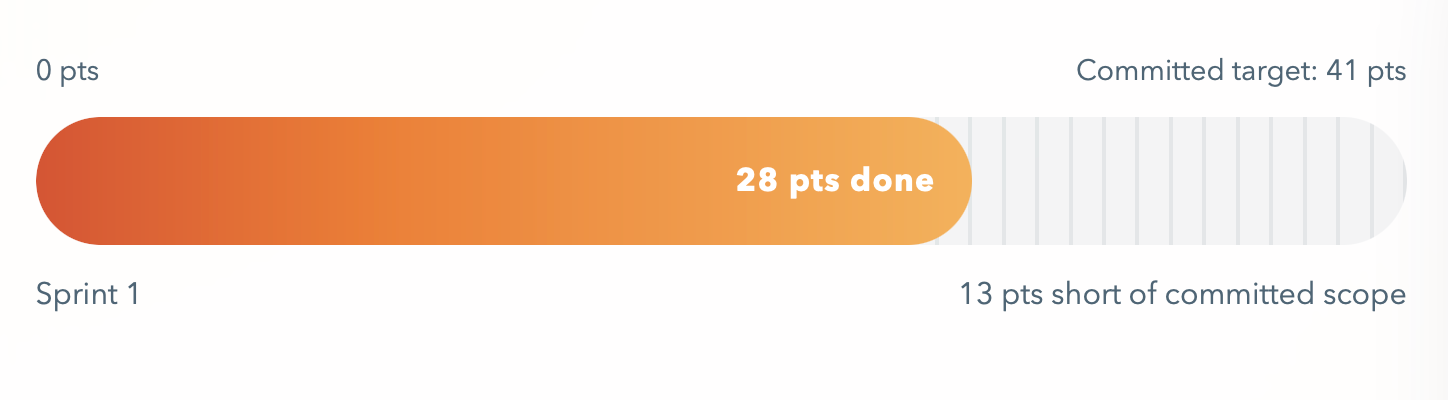 0 pts
Committed target: 41 pts
28 pts done
Sprint 1
13 pts short of committed scope